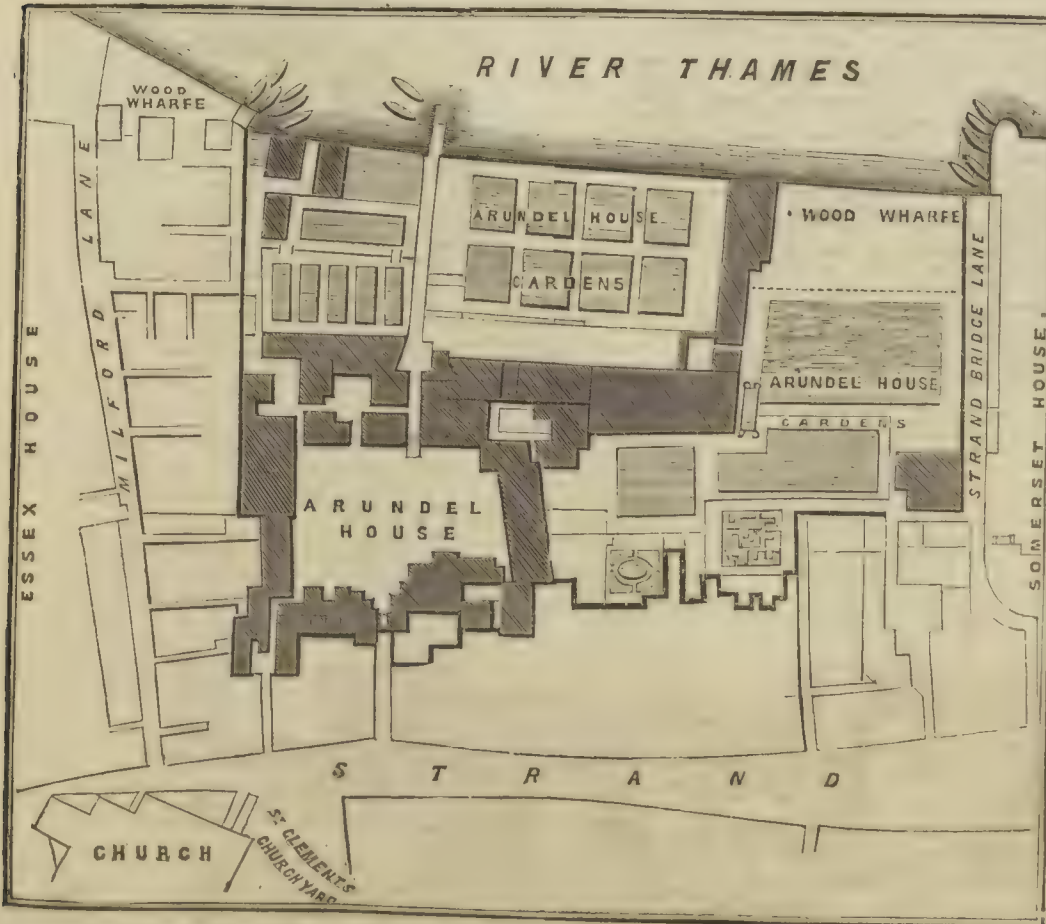 RIVER THAMES
WOOD
WHARFE
MILFORD LANE
ARUNDEL HOUSE
GARDENS
WOOD WHARFE
ARUNDEL HOUSE
GARDENS
STRAND BRIDGE LANE
ESSEX HOUSE
SOMERSET HOUSE.
ARUNDEL
HOUSE
STRAND
CHURCH
ST CLEMENTS
CHURCHYARD